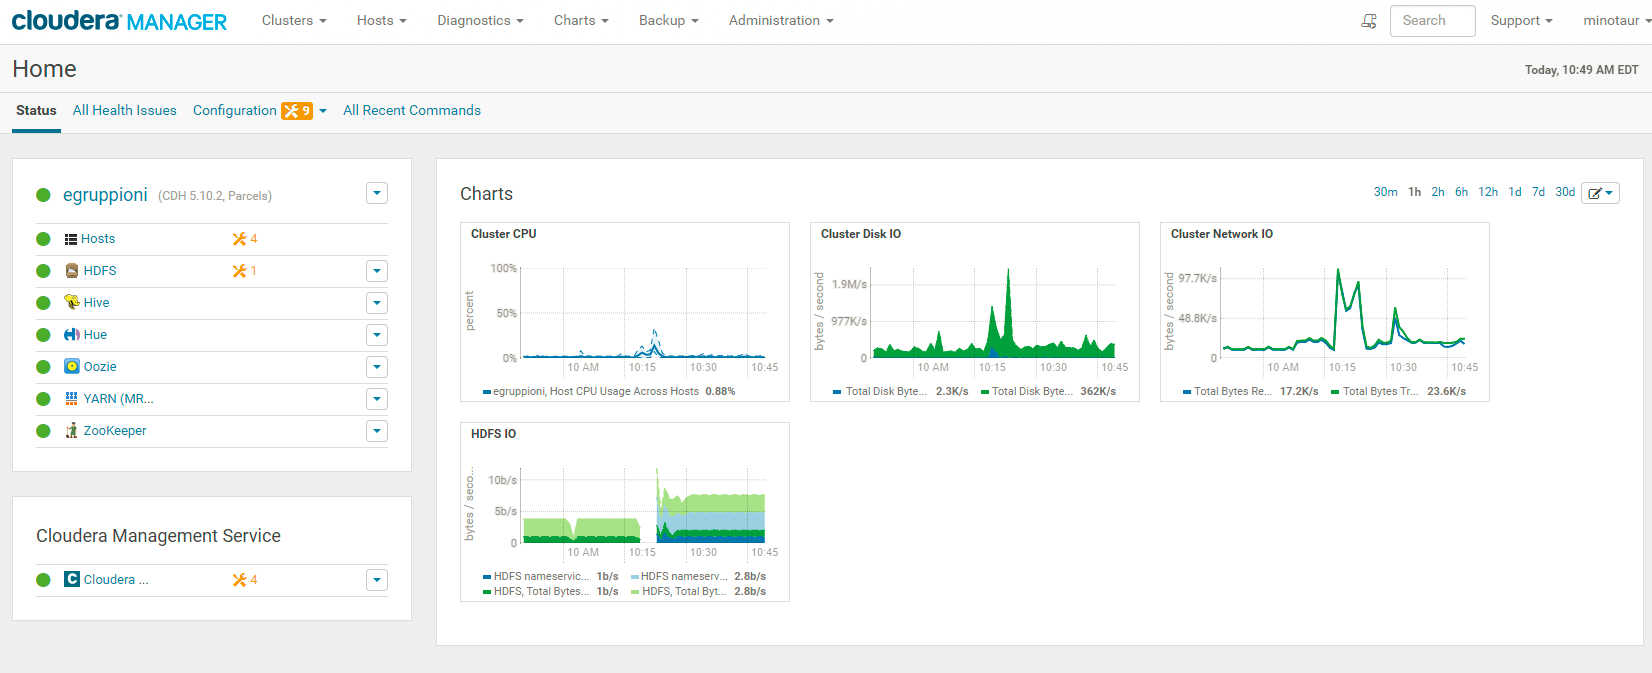 cloudera MANAGER Clusters Hosts Diagnostics Charts Backup Administration Search Support minotaur
Home
Today, 10:49 AM EDT
Status All Health Issues Configuration 9 All Recent Commands
egruppioni (CDH 5.10.2, Parcels)
Hosts 4
HDFS 1
Hive
Hue
Oozie
YARN (MR...
ZooKeeper
Cloudera Management Service
C Cloudera ... 4
Charts
30m 1h 2h 6h 12h 1d 7d 30d
Cluster CPU
percent
100%
50%
0%
10 AM 10:15 10:30 10:45
egruppioni, Host CPU Usage Across Hosts 0.88%
Cluster Disk IO
bytes / second
1.9M/s
977K/s
0
10 AM 10:15 10:30 10:45
Total Disk Byte... 2.3K/s Total Disk Byte... 362K/s
Cluster Network IO
bytes / second
97.7K/s
48.8K/s
0
10 AM 10:15 10:30 10:45
Total Bytes Re... 17.2K/s Total Bytes Tr... 23.6K/s
HDFS IO
bytes / seco...
10b/s
5b/s
0
10 AM 10:15 10:30 10:45
HDFS nameservic... 1b/s HDFS nameserv... 2.8b/s
HDFS, Total Bytes... 1b/s HDFS, Total Byt... 2.8b/s